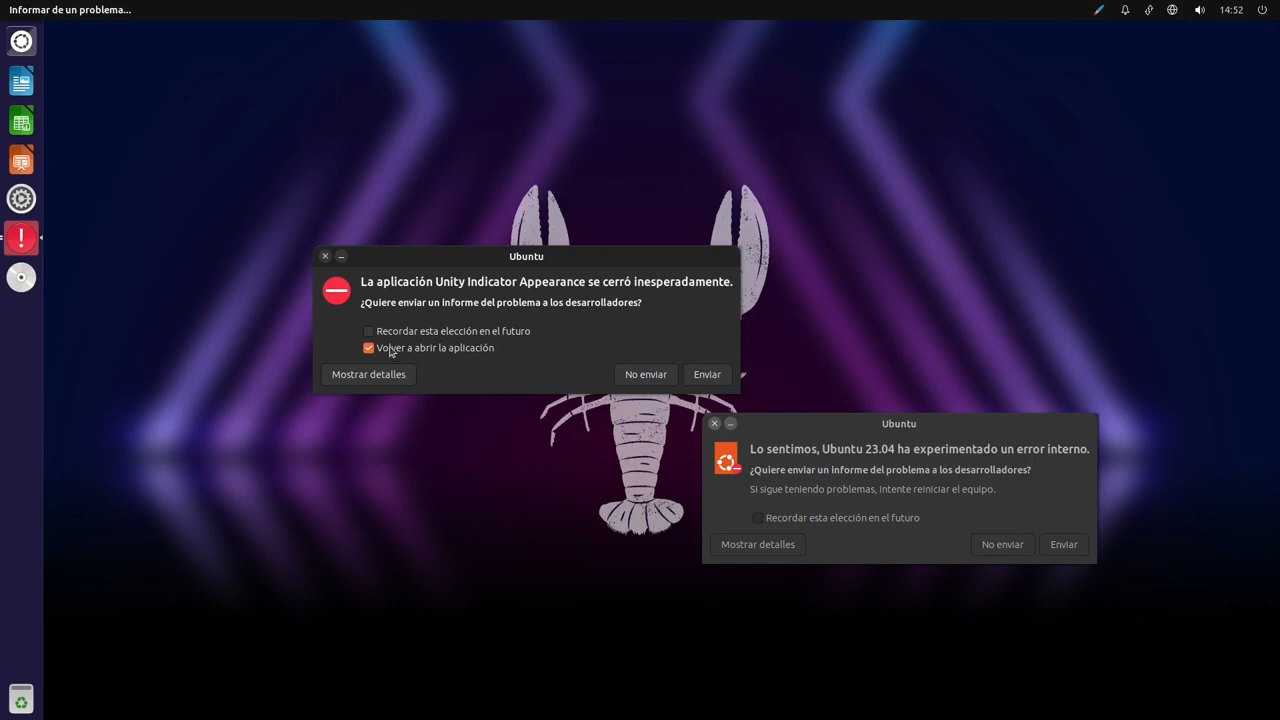 Informar de un problema...
14:52
Ubuntu
La aplicación Unity Indicator Appearance se cerró inesperadamente.
¿Quiere enviar un informe del problema a los desarrolladores?
Recordar esta elección en el futuro
Volver a abrir la aplicación
Mostrar detalles
No enviar
Enviar
Ubuntu
Lo sentimos, Ubuntu 23.04 ha experimentado un error interno.
¿Quiere enviar un informe del problema a los desarrolladores?
Si sigue teniendo problemas, intente reiniciar el equipo.
Recordar esta elección en el futuro
Mostrar detalles
No enviar
Enviar